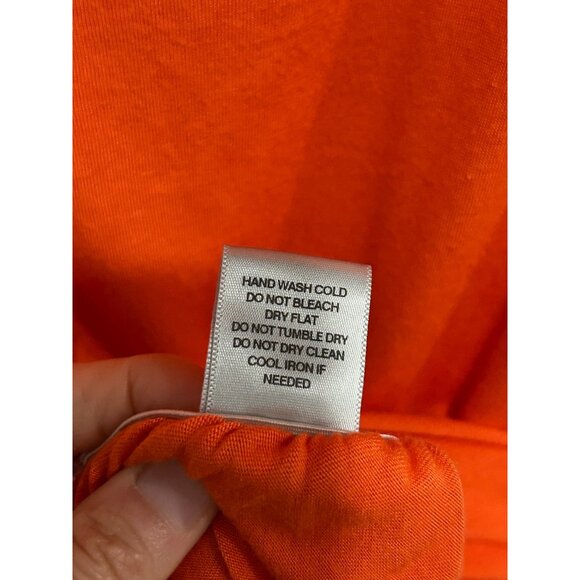 HAND WASH COLD
DO NOT BLEACH
DRY FLAT
DO NOT TUMBLE DRY
DO NOT DRY CLEAN
COOL IRON IF
NEEDED